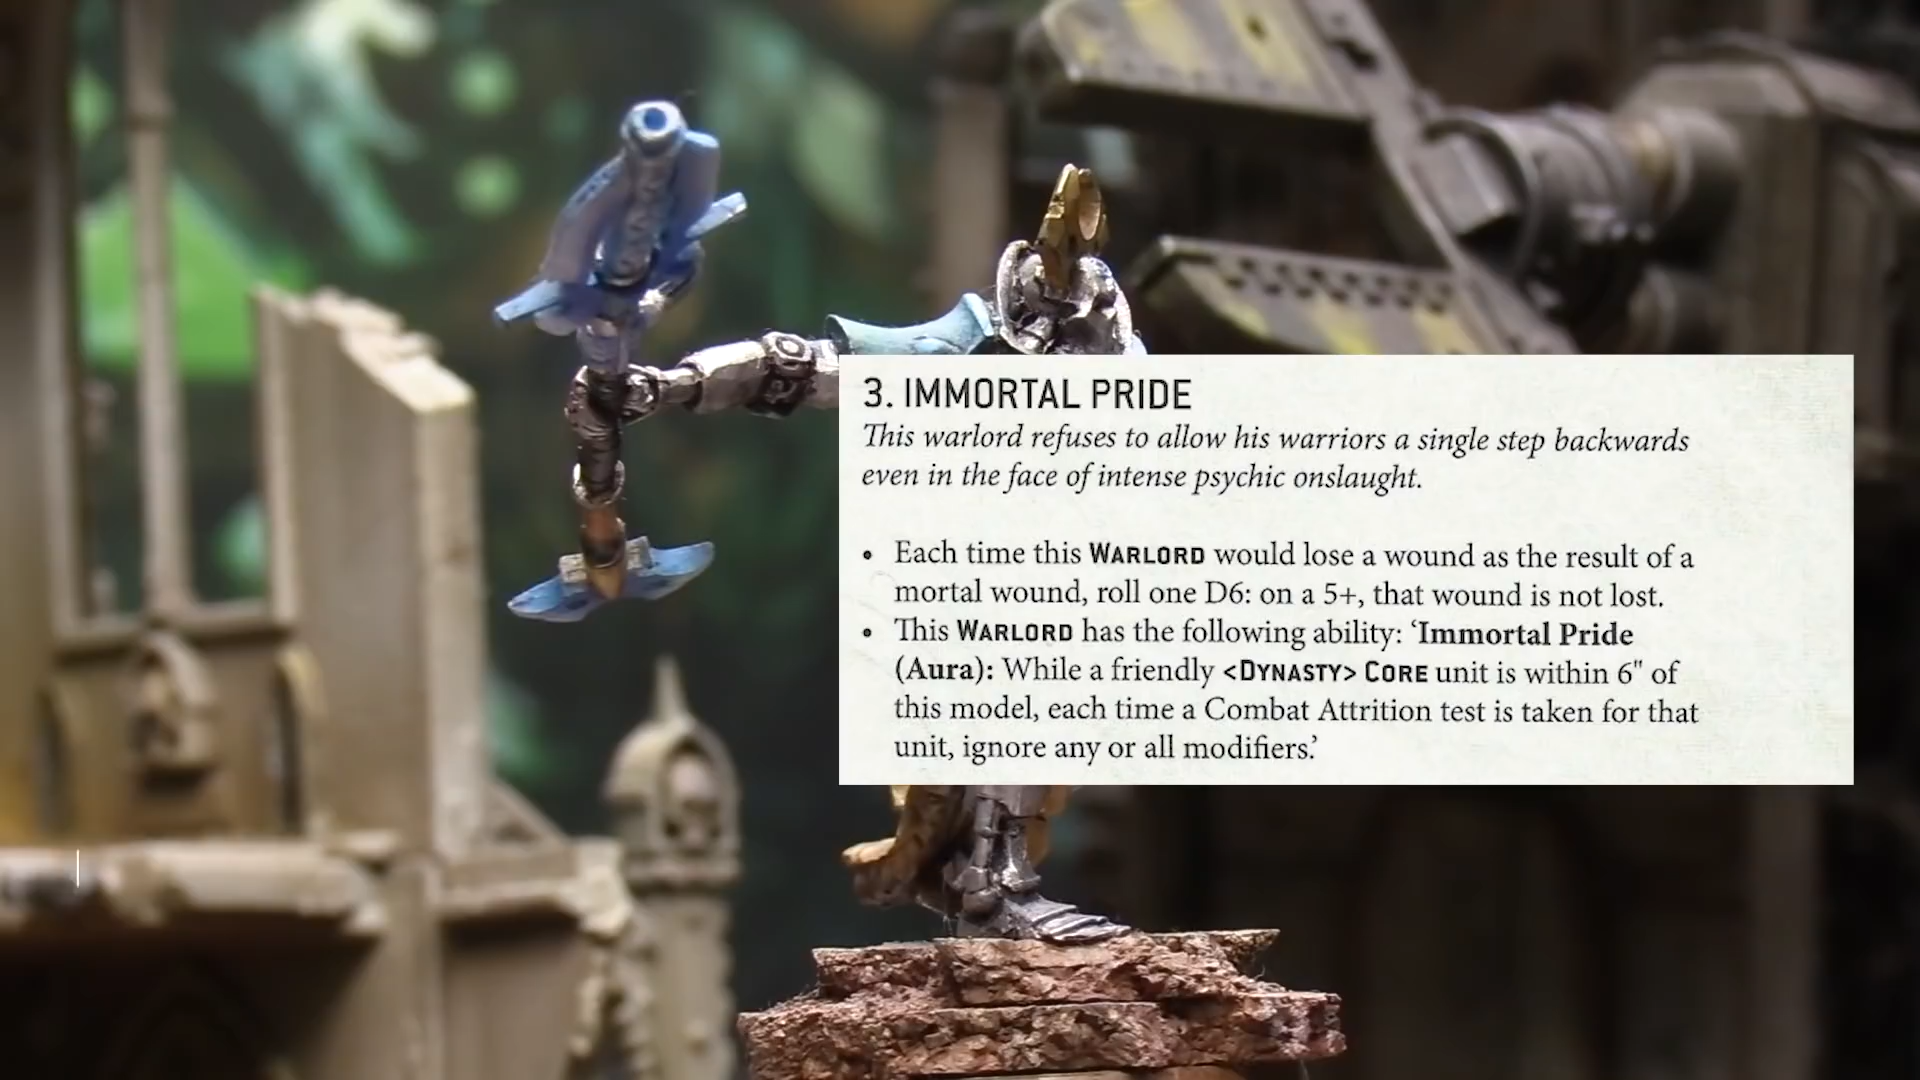 3. IMMORTAL PRIDE
This warlord refuses to allow his warriors a single step backwards
even in the face of intense psychic onslaught.
• Each time this WARLORD would lose a wound as the result of a
mortal wound, roll one D6: on a 5+, that wound is not lost.
• This WARLORD has the following ability: ‘Immortal Pride
(Aura): While a friendly <DYNASTY> CORE unit is within 6" of
this model, each time a Combat Attrition test is taken for that
unit, ignore any or all modifiers.’